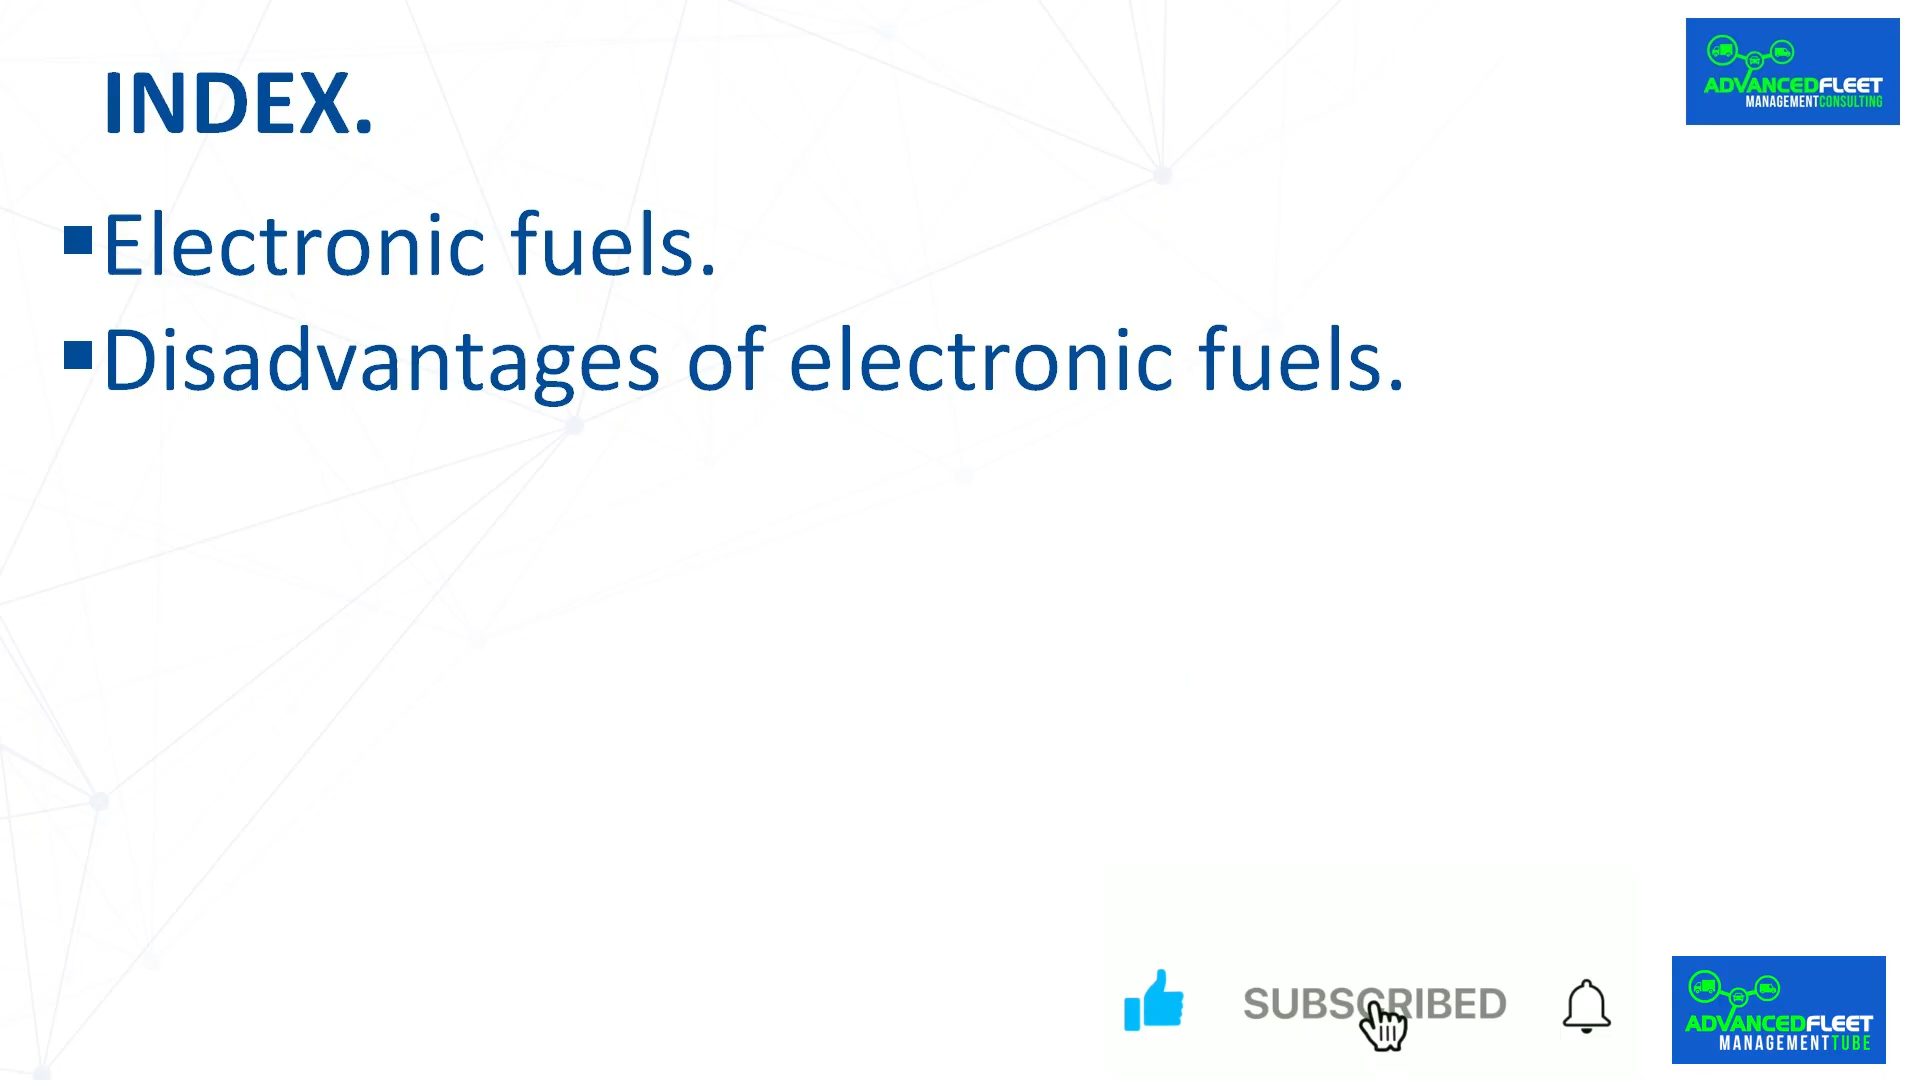 INDEX.
ADVANCEDFLEET
MANAGEMENTCONSULTING
▪Electronic fuels.
▪Disadvantages of electronic fuels.
SUBSCRIBED
ADVANCEDFLEET
MANAGEMENTTUBE